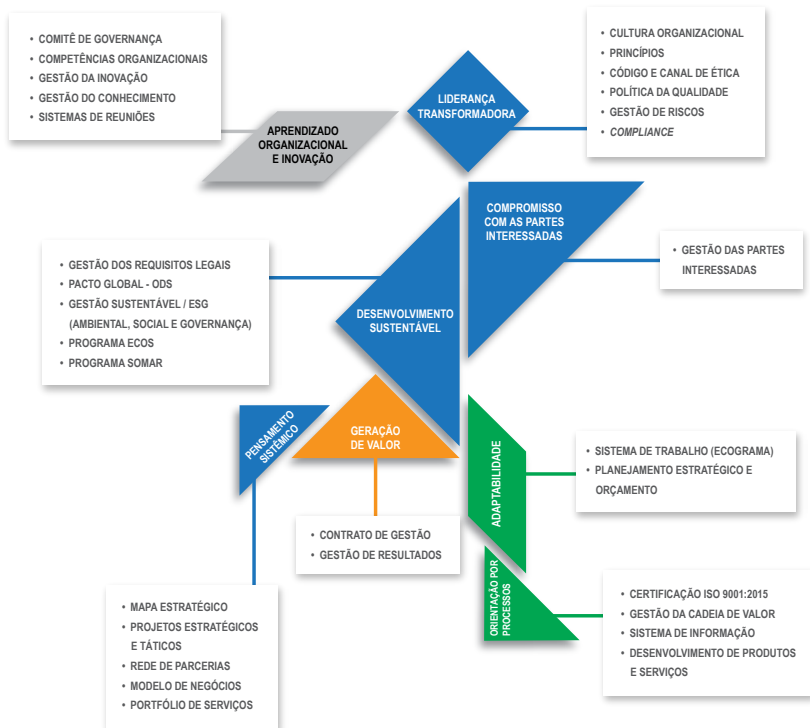 • COMITÊ DE GOVERNANÇA
• COMPETÊNCIAS ORGANIZACIONAIS
• GESTÃO DA INOVAÇÃO
• GESTÃO DO CONHECIMENTO
• SISTEMAS DE REUNIÕES
APRENDIZADO
ORGANIZACIONAL
E INOVAÇÃO
LIDERANÇA
TRANSFORMADORA
• CULTURA ORGANIZACIONAL
• PRINCÍPIOS
• CÓDIGO E CANAL DE ÉTICA
• POLÍTICA DA QUALIDADE
• GESTÃO DE RISCOS
• COMPLIANCE
COMPROMISSO
COM AS PARTES
INTERESSADAS
• GESTÃO DAS PARTES
INTERESSADAS
• GESTÃO DOS REQUISITOS LEGAIS
• PACTO GLOBAL - ODS
• GESTÃO SUSTENTÁVEL / ESG
(AMBIENTAL, SOCIAL E GOVERNANÇA)
• PROGRAMA ECOS
• PROGRAMA SOMAR
DESENVOLVIMENTO
SUSTENTÁVEL
PENSAMENTO
SISTÊMICO
GERAÇÃO
DE VALOR
ADAPTABILIDADE
• SISTEMA DE TRABALHO (ECOGRAMA)
• PLANEJAMENTO ESTRATÉGICO E
ORÇAMENTO
• CONTRATO DE GESTÃO
• GESTÃO DE RESULTADOS
ORIENTAÇÃO POR
PROCESSOS
• CERTIFICAÇÃO ISO 9001:2015
• GESTÃO DA CADEIA DE VALOR
• SISTEMA DE INFORMAÇÃO
• DESENVOLVIMENTO DE PRODUTOS
E SERVIÇOS
• MAPA ESTRATÉGICO
• PROJETOS ESTRATÉGICOS
E TÁTICOS
• REDE DE PARCERIAS
• MODELO DE NEGÓCIOS
• PORTFÓLIO DE SERVIÇOS